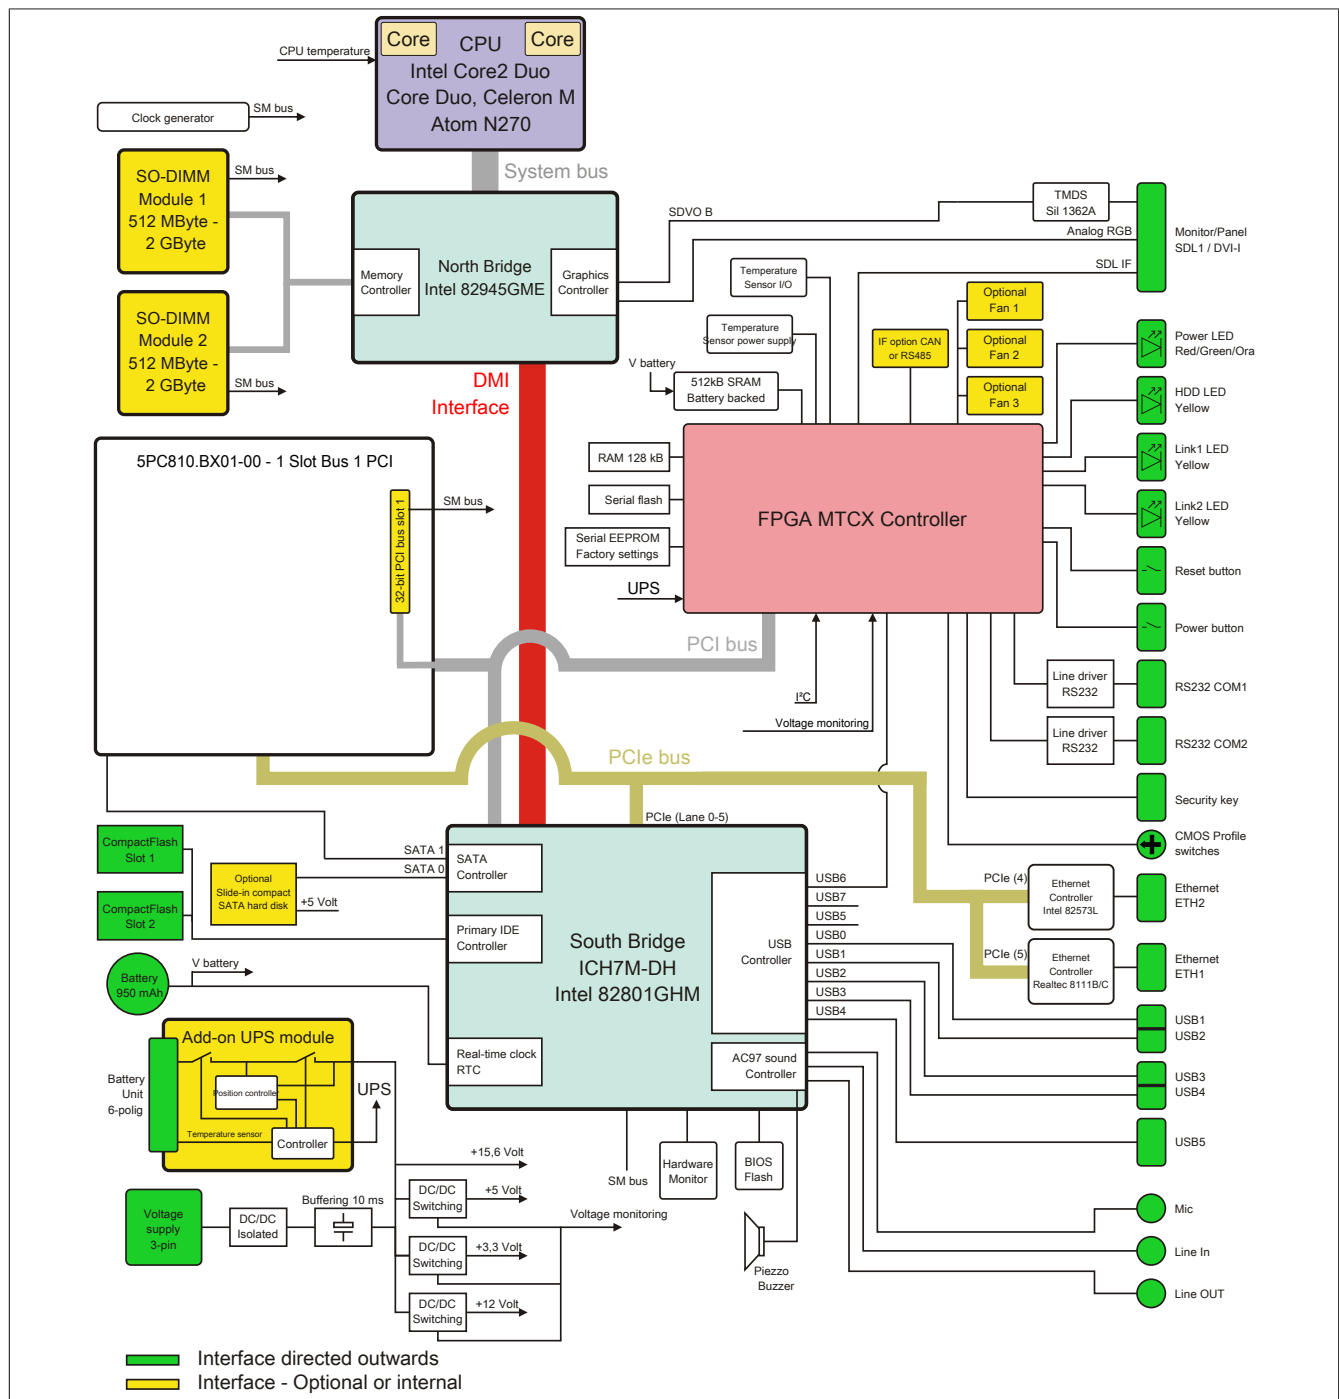 Core
CPU
Core
Intel Core2 Duo
Core Duo, Celeron M
Atom N270
CPU temperature
Clock generator
SM bus
SO-DIMM
Module 1
512 MByte -
2 GByte
SM bus
SO-DIMM
Module 2
512 MByte -
2 GByte
SM bus
System bus
Memory
Controller
North Bridge
Intel 82945GME
Graphics
Controller
SDVO B
TMDS
Sil 1362A
Analog RGB
SDL IF
Monitor/Panel
SDL1 / DVI-I
Temperature
Sensor I/O
Temperature
Sensor power supply
V battery
512kB SRAM
Battery backed
IF option CAN
or RS485
Optional
Fan 1
Optional
Fan 2
Optional
Fan 3
Power LED
Red/Green/Ora
HDD LED
Yellow
Link1 LED
Yellow
Link2 LED
Yellow
Reset button
Power button
DMI
Interface
5PC810.BX01-00 - 1 Slot Bus 1 PCI
32-bit PCI bus slot 1
SM bus
RAM 128 kB
Serial flash
Serial EEPROM
Factory settings
UPS
FPGA MTCX Controller
PCI bus
I²C
Voltage monitoring
Line driver
RS232
RS232 COM1
Line driver
RS232
RS232 COM2
Security key
CMOS Profile
switches
PCIe bus
PCIe (Lane 0-5)
CompactFlash
Slot 1
CompactFlash
Slot 2
Optional
Slide-in compact
SATA hard disk
+5 Volt
SATA 1
SATA 0
SATA
Controller
Primary IDE
Controller
South Bridge
ICH7M-DH
Intel 82801GHM
Real-time clock
RTC
USB
Controller
AC97 sound
Controller
USB6
USB7
USB5
USB0
USB1
USB2
USB3
USB4
PCIe (4)
Ethernet
Controller
Intel 82573L
Ethernet
ETH2
PCIe (5)
Ethernet
Controller
Realtec 8111B/C
Ethernet
ETH1
USB1
USB2
USB3
USB4
USB5
Battery
950 mAh
V battery
Add-on UPS module
Battery
Unit
6-polig
Position controller
Temperature sensor
Controller
UPS
+15,6 Volt
DC/DC
Switching
+5 Volt
Voltage monitoring
DC/DC
Switching
+3,3 Volt
DC/DC
Switching
+12 Volt
Voltage
supply
3-pin
DC/DC
Isolated
Buffering 10 ms
SM bus
Hardware
Monitor
BIOS
Flash
Piezzo
Buzzer
Mic
Line In
Line OUT
Interface directed outwards
Interface - Optional or internal